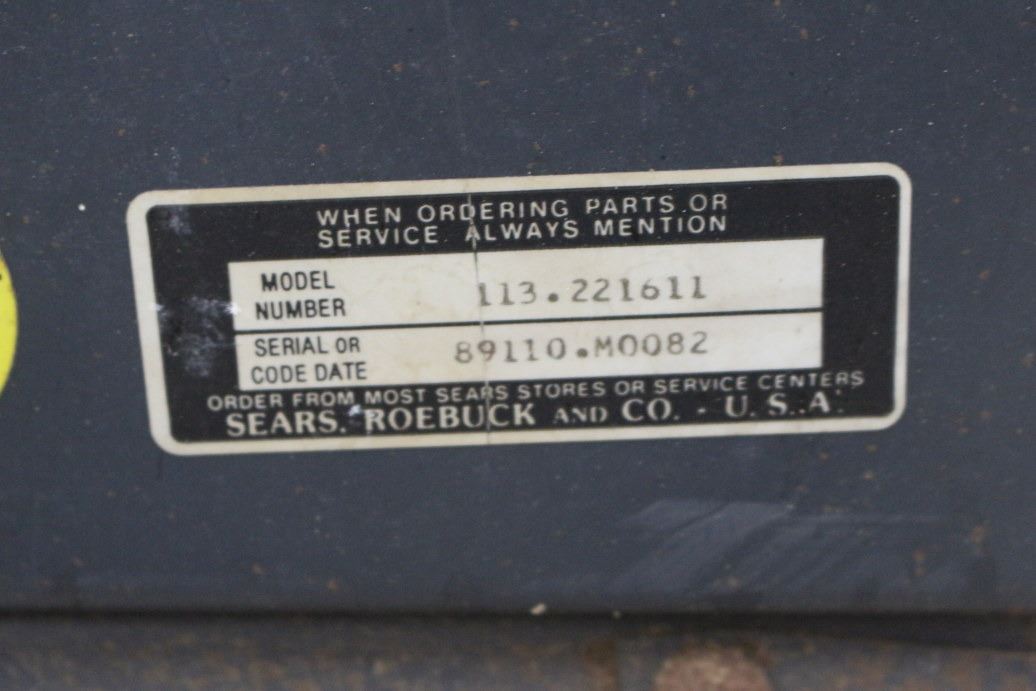 WHEN ORDERING PARTS OR
SERVICE ALWAYS MENTION
MODEL
NUMBER 113.221611
SERIAL OR
CODE DATE 89110.M0082
ORDER FROM MOST SEARS STORES OR SERVICE CENTERS
SEARS, ROEBUCK AND CO. - U.S.A.